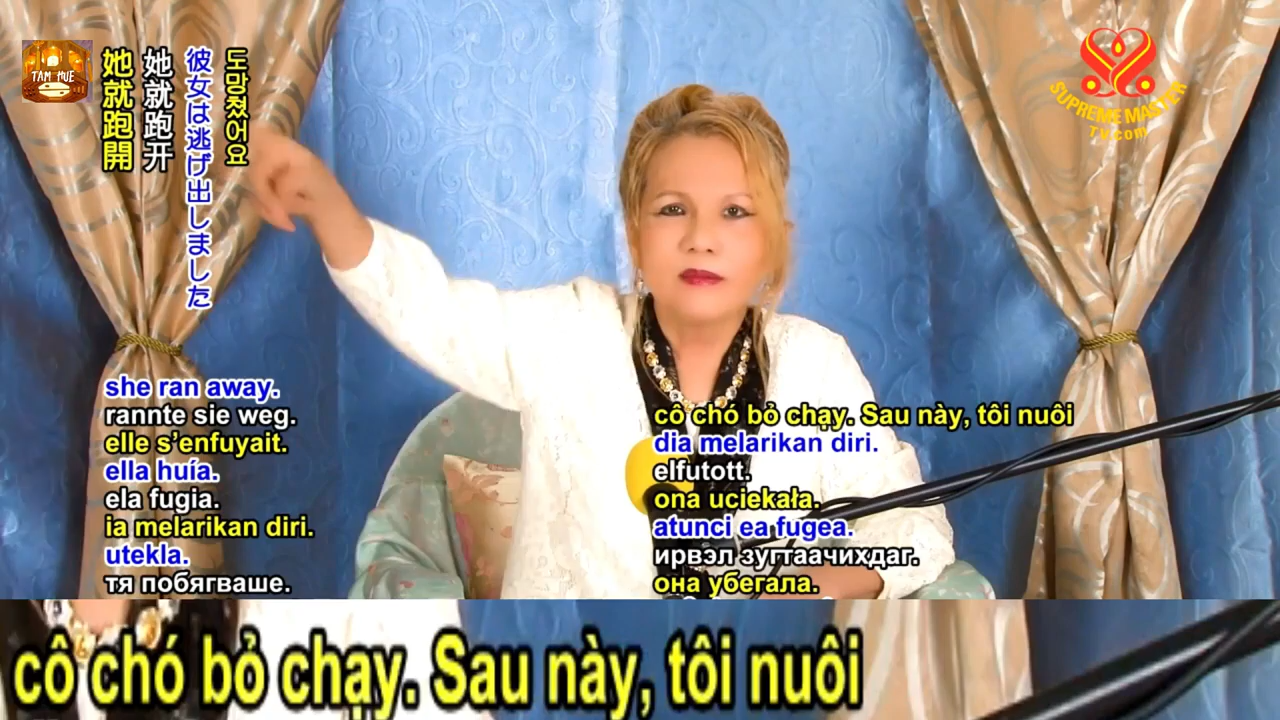 TAM HUE
她就跑開
她就跑开
彼女は逃げ出しました
도망쳤어요
SUPREME MASTER
TV.com
she ran away.
rannte sie weg.
elle s’enfuyait.
ella huía.
ela fugia.
ia melarikan diri.
utekla.
тя побягваше.
cô chó bỏ chạy. Sau này, tôi nuôi
dia melarikan diri.
elfutott.
ona uciekała.
atunci ea fugea.
ирвэл зугтаачихдаг.
она убегала.
cô chó bỏ chạy. Sau này, tôi nuôi